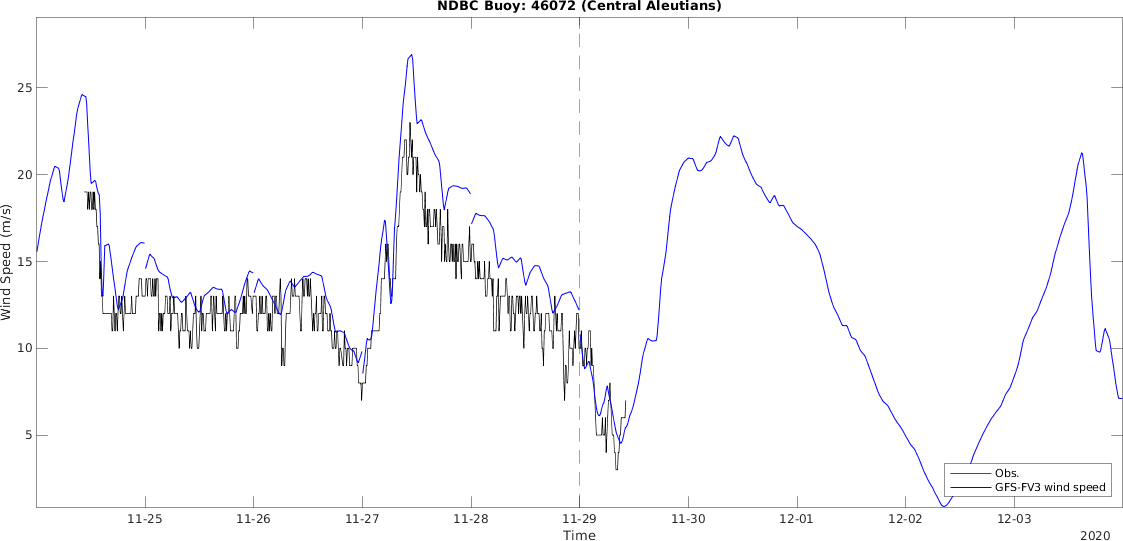 NDBC Buoy: 46072 (Central Aleutians)
25
20
15
10
5
Wind Speed (m/s)
Obs.
GFS-FV3 wind speed
11-25 11-26 11-27 11-28 11-29 11-30 12-01 12-02 12-03
Time
2020